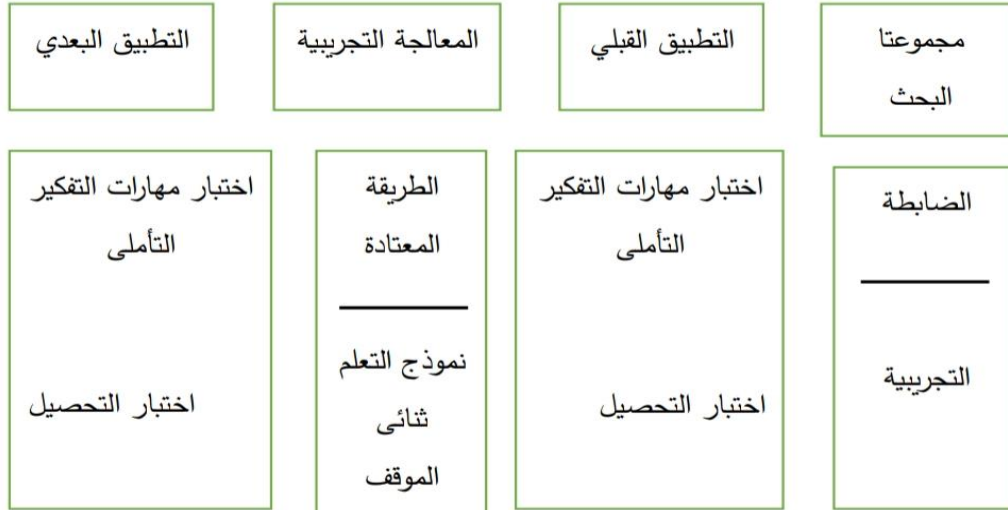 مجموعتا
البحث
التطبيق القبلي
المعالجة التجريبية
التطبيق البعدي
الضابطة
التجريبية
اختبار مهارات التفكير
التأملى
اختبار التحصيل
الطريقة
المعتادة
نموذج التعلم
ثنائى
الموقف
اختبار مهارات التفكير
التأملى
اختبار التحصيل